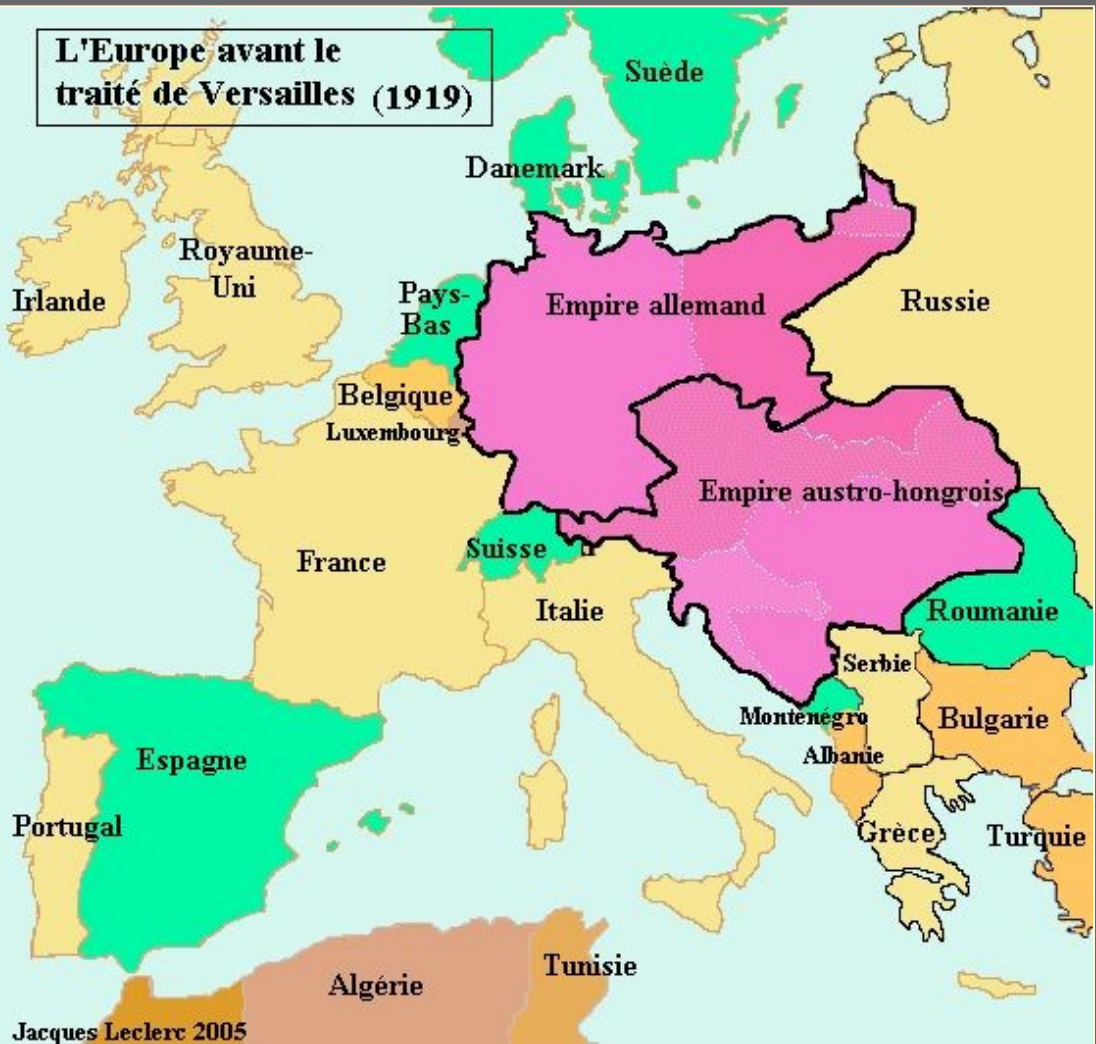 L'Europe avant le
traité de Versailles (1919)
Suède
Danemark
Royaume-
Uni
Irlande
Pays-
Bas
Empire allemand
Russie
Belgique
Luxembourg
Empire austro-hongrois
Suisse
France
Italie
Roumanie
Serbie
Monténégro
Bulgarie
Albanie
Espagne
Portugal
Grèce
Turquie
Tunisie
Algérie
Jacques Leclerc 2005